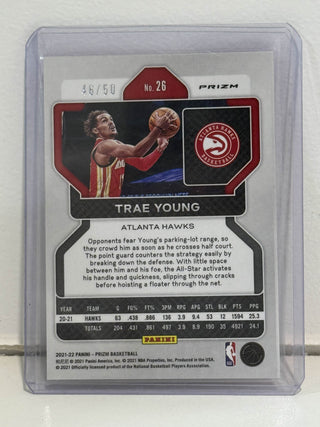 46/50
No. 26
PRIZM
ATLANTA HAWKS
BASKETBALL
TRAE YOUNG
ATLANTA HAWKS
Opponents fear Young's parking-lot range, so
they crowd him as soon as he crosses half court.
The point guard counters the strategy easily by
breaking down the defense. With little space
between him and his foe, the All-Star activates
his handle and quickness, slipping through cracks
before hoisting a floater through the net.
YEAR TEAM G FG% FT% 3PM RPG APG STL BLK PTS PPG
20-21 HAWKS 63 .438 .886 136 3.9 9.4 53 12 1594 25.3
TOTALS 204 .431 .861 497 3.9 8.9 190 35 4921 24.1
PANINI
2021-22 PANINI - PRIZM BASKETBALL
© 2021 Panini America, Inc. © 2021 NBA Properties, Inc. Produced in the USA.
© 2021 Officially licensed product of the National Basketball Players Association.
NBA